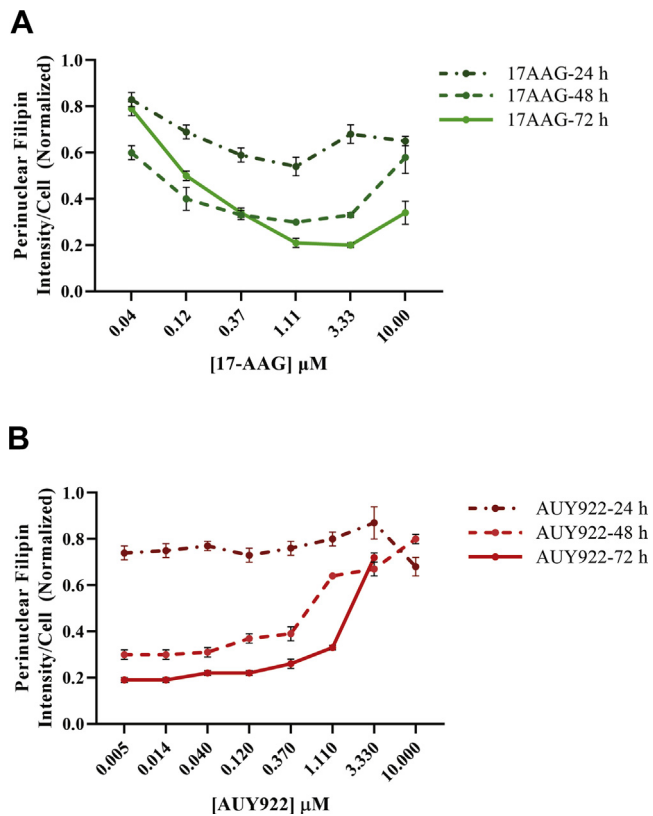 A
Perinuclear Filipin
Intensity/Cell (Normalized)
1.0
0.8
0.6
0.4
0.2
0.0
0.04
0.12
0.37
1.11
3.33
10.00
[17-AAG] µM
17AAG-24 h
17AAG-48 h
17AAG-72 h
B
Perinuclear Filipin
Intensity/Cell (Normalized)
1.0
0.8
0.6
0.4
0.2
0.0
0.005
0.014
0.040
0.120
0.370
1.110
3.330
10.000
[AUY922] µM
AUY922-24 h
AUY922-48 h
AUY922-72 h